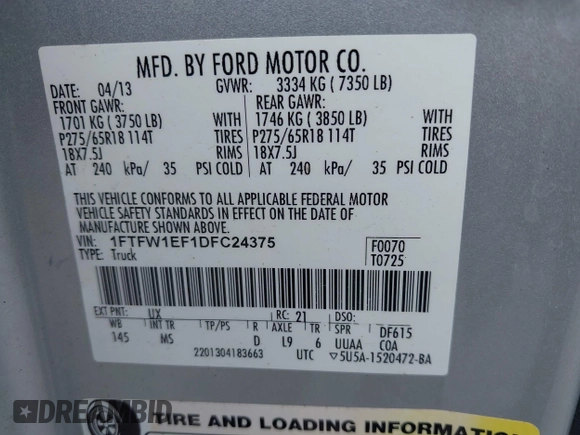 MFD. BY FORD MOTOR CO.
DATE: 04/13 GVWR: 3334 KG ( 7350 LB)
FRONT GAWR: REAR GAWR:
1701 KG ( 3750 LB) WITH 1746 KG ( 3850 LB) WITH
P275/65R18 114T TIRES P275/65R18 114T TIRES
18X7.5J RIMS 18X7.5J RIMS
AT 240 kPa/ 35 PSI COLD AT 240 kPa/ 35 PSI COLD
THIS VEHICLE CONFORMS TO ALL APPLICABLE FEDERAL MOTOR
VEHICLE SAFETY STANDARDS IN EFFECT ON THE DATE OF
MANUFACTURE SHOWN ABOVE.
VIN: 1FTFW1EF1DFC24375 F0070
TYPE: Truck T0725
EXT PNT: UX RC: 21 DSO:
WB INT TR TP/PS R AXLE TR SPR DF615
145 MS D L9 6 UUAA COA
2201304183663 UTC ▽5U5A-1520472-BA
DREAMBID
TIRE AND LOADING INFORMATION